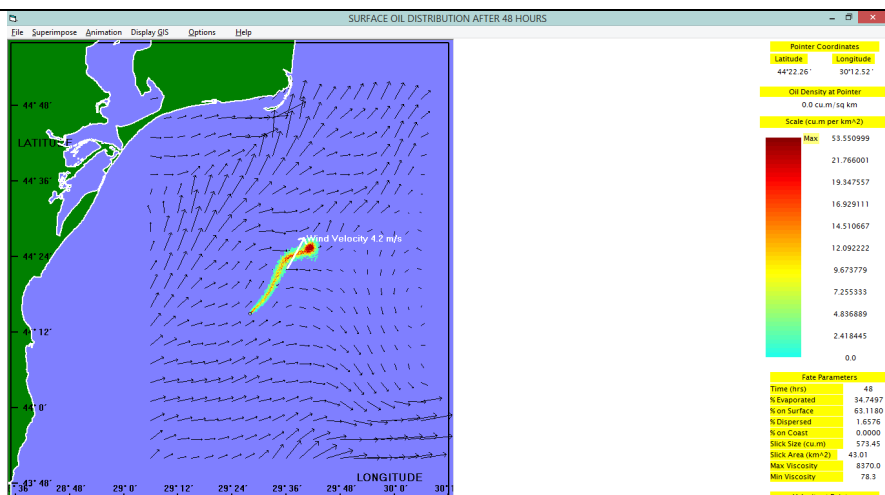 SURFACE OIL DISTRIBUTION AFTER 48 HOURS
File Superimpose Animation Display GIS Options Help
Pointer Coordinates
Latitude Longitude
44°22.26' 30°12.52'
Oil Density at Pointer
0.0 cu.m/sq km
Scale (cu.m per km^2)
Max 53.550999
21.766001
19.347557
16.929111
14.510667
12.092222
9.673779
7.255333
4.836889
2.418445
0.0
44° 48'
LATITUDE
44° 36'
Wind Velocity 4.2 m/s
44° 24'
44° 12'
44° 0'
43° 48'
LONGITUDE
36' 28° 48' 29° 0' 29° 12' 29° 24' 29° 36' 29° 48' 30° 0' 30° 1
Fate Parameters
Time (hrs) 48
% Evaporated 34.7497
% on Surface 63.1180
% Dispersed 1.6576
% on Coast 0.0000
Slick Size (cu.m) 573.45
Slick Area (km^2) 43.01
Max Viscosity 8370.0
Min Viscosity 78.3